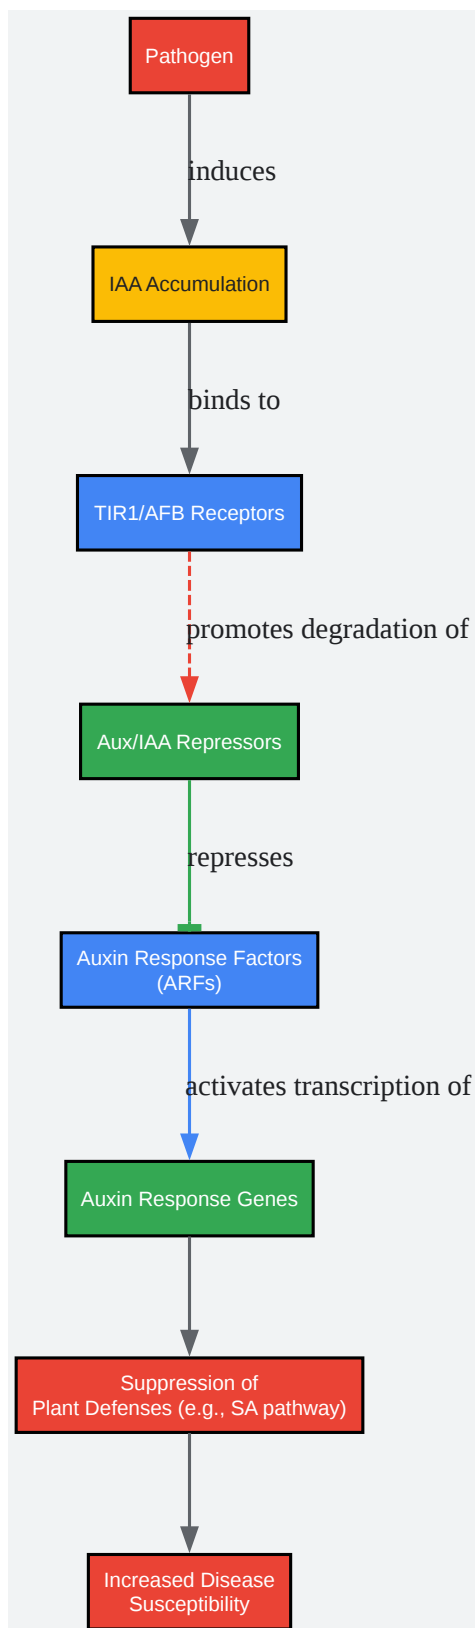 Pathogen
induces
IAA Accumulation
binds to
TIR1/AFB Receptors
promotes degradation of
Aux/IAA Repressors
represses
Auxin Response Factors
(ARFs)
activates transcription of
Auxin Response Genes
Suppression of
Plant Defenses (e.g., SA pathway)
Increased Disease
Susceptibility